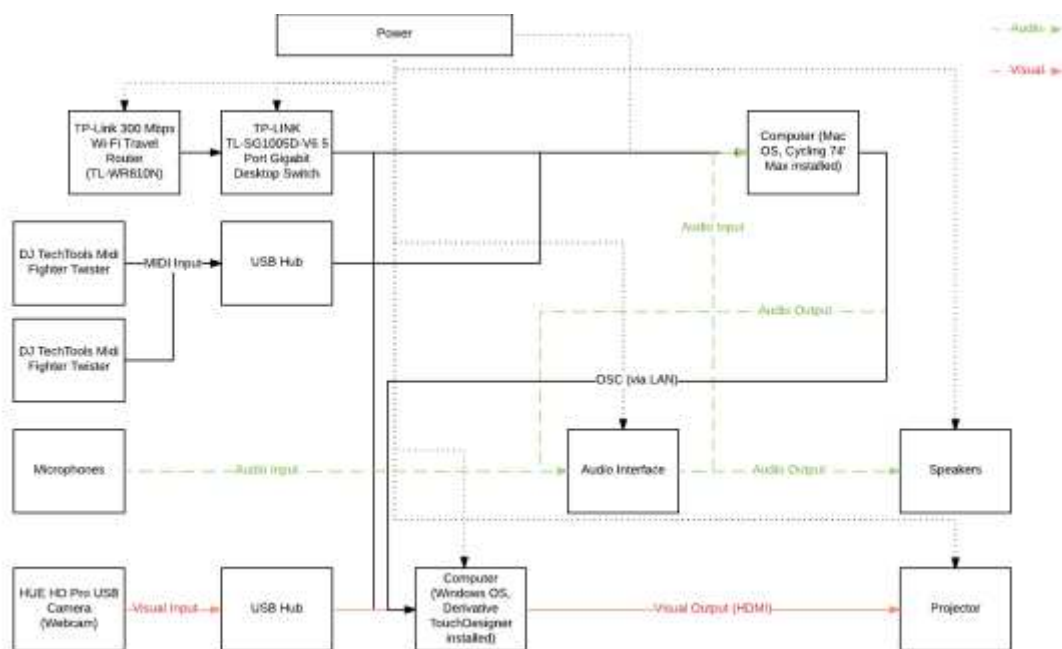 Power
Audio
Visual
TP-Link 300 Mbps
Wi-Fi Travel
Router
(TL-WR810N)
TP-LINK
TL-SG1005D-V6 5
Port Gigabit
Desktop Switch
Computer (Mac
OS, Cycling 74'
Max installed)
Audio Input
DJ TechTools Midi
Fighter Twister
MIDI Input
USB Hub
Audio Output
DJ TechTools Midi
Fighter Twister
OSC (via LAN)
Microphones
Audio Input
Audio Interface
Audio Output
Speakers
HUE HD Pro USB
Camera
(Webcam)
Visual Input
USB Hub
Computer
(Windows OS,
Derivative
TouchDesigner
installed)
Visual Output (HDMI)
Projector